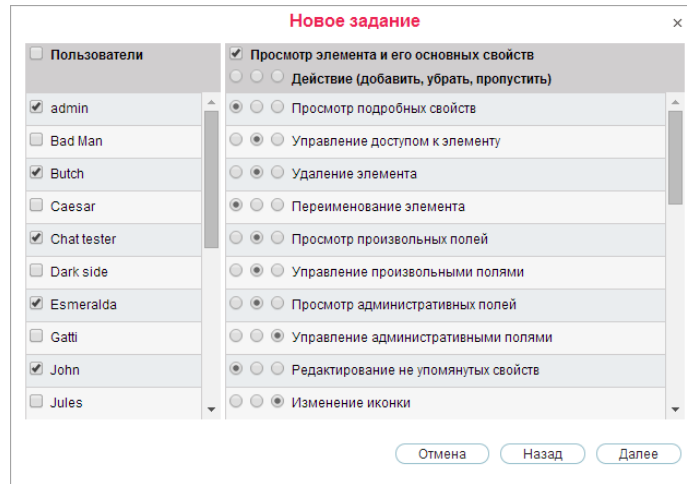 Новое задание
Пользователи
Просмотр элемента и его основных свойств
Действие (добавить, убрать, пропустить)
admin
Просмотр подробных свойств
Bad Man
Управление доступом к элементу
Butch
Удаление элемента
Caesar
Переименование элемента
Chat tester
Просмотр произвольных полей
Dark side
Управление произвольными полями
Esmeralda
Просмотр административных полей
Gatti
Управление административными полями
John
Редактирование не упомянутых свойств
Jules
Изменение иконки
Отмена
Назад
Далее